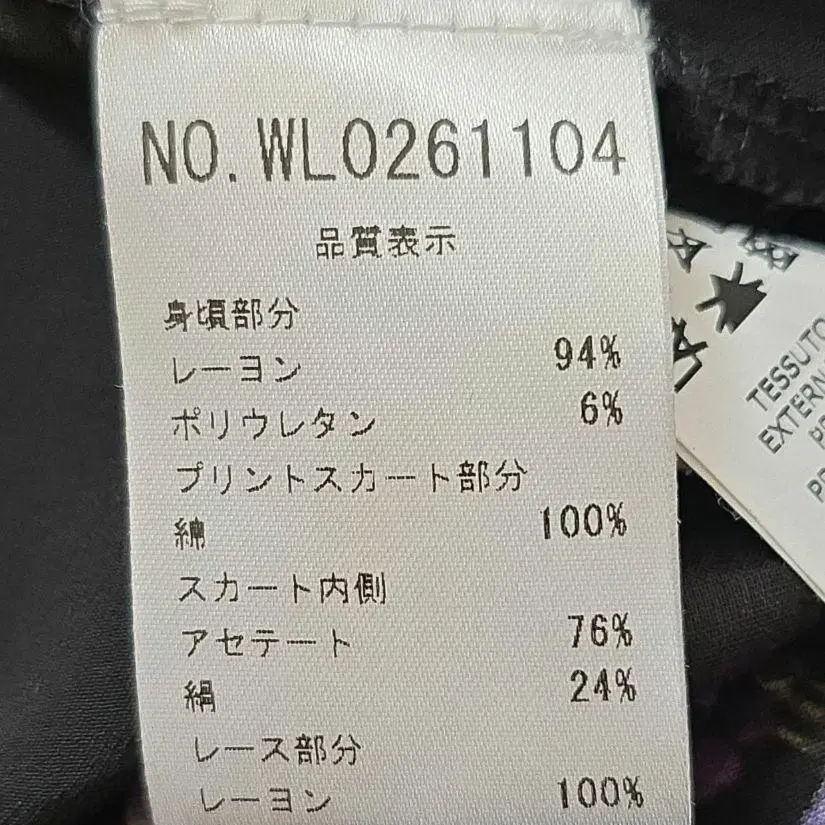 NO.WL0261104
品質表示
身頃部分
レーヨン 94%
ポリウレタン 6%
プリントスカート部分
綿 100%
スカート内側
アセテート 76%
絹 24%
レース部分
レーヨン 100%
TESSUTO
EXTERN